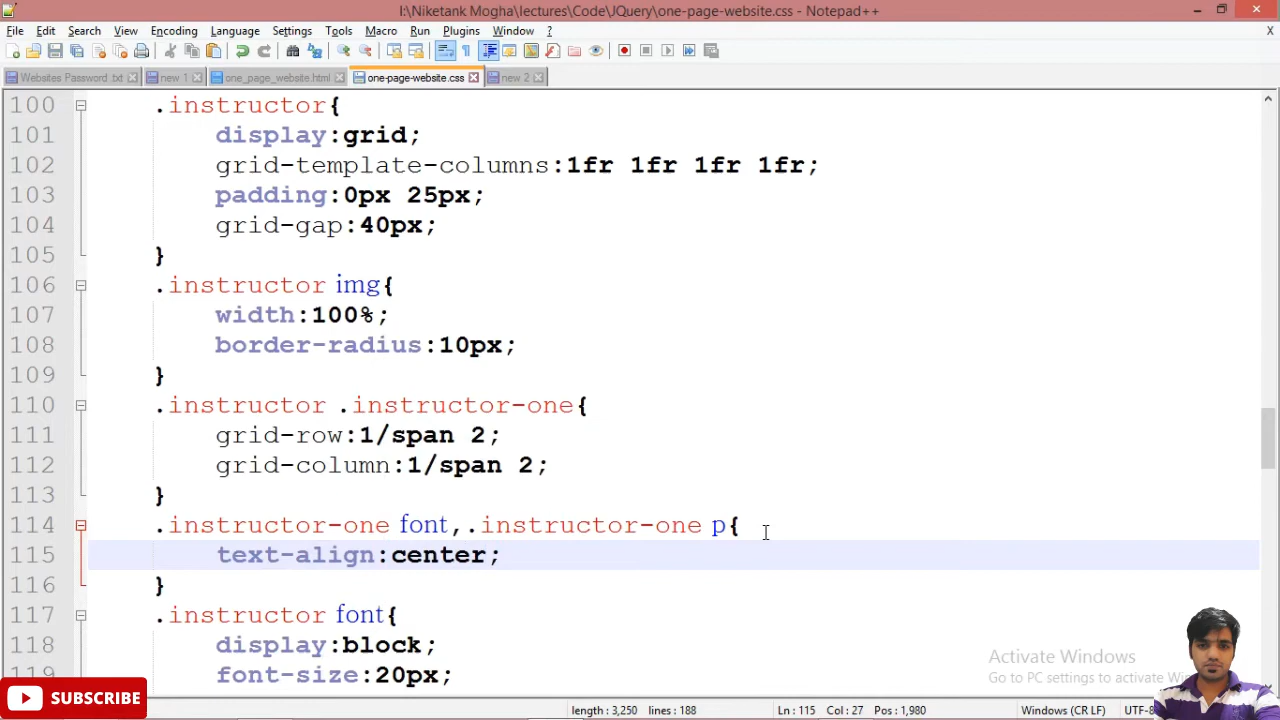 I:\Niketank Mogha\lectures\Code\JQuery\one-page-website.css - Notepad++
File Edit Search View Encoding Language Settings Tools Macro Run Plugins Window ?
X
Websites Password.txt new 1 one_page_website.html one-page-website.css new 2
100 .instructor{
101 display:grid;
102 grid-template-columns:1fr 1fr 1fr 1fr;
103 padding:0px 25px;
104 grid-gap:40px;
105 }
106 .instructor img{
107 width:100%;
108 border-radius:10px;
109 }
110 .instructor .instructor-one{
111 grid-row:1/span 2;
112 grid-column:1/span 2;
113 }
114 .instructor-one font,.instructor-one p{
115 text-align:center;
116 }
117 .instructor font{
118 display:block;
119 font-size:20px;
Activate Windows
Go to PC settings to activate
SUBSCRIBE
length : 3,250 lines : 188 Ln : 115 Col : 27 Pos : 1,980 Windows (CR LF)